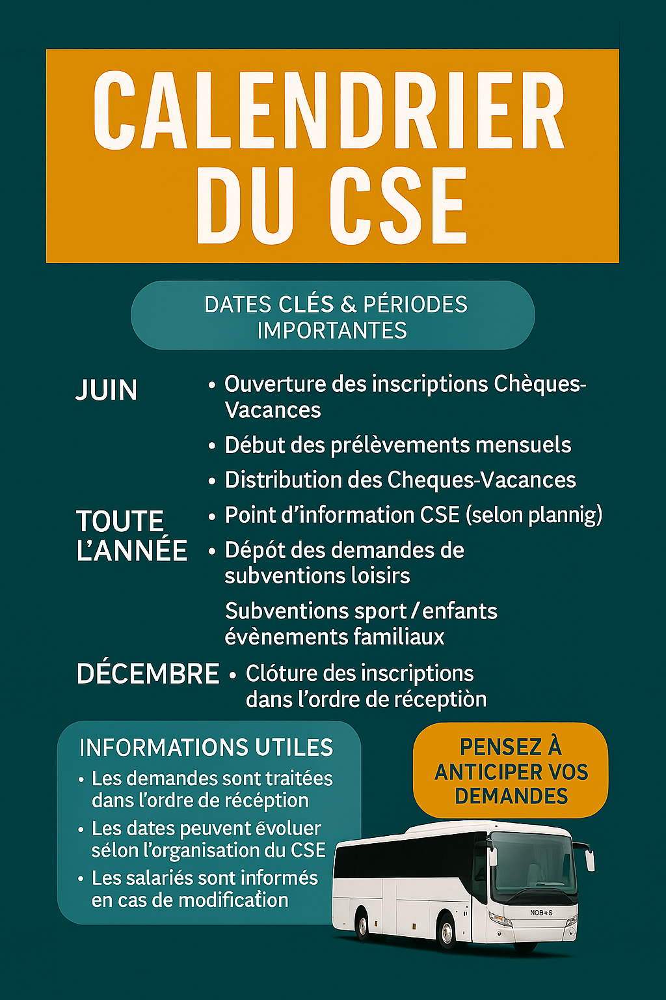 CALENDRIER
DU CSE
DATES CLÉS & PÉRIODES
IMPORTANTES
JUIN
• Ouverture des inscriptions Chèques-
Vacances
• Début des prélèvements mensuels
• Distribution des Cheques-Vacances
TOUTE
L'ANNÉE
• Point d'information CSE (selon plannig)
• Dépót des demandes de
subventions loisirs
Subventions sport / enfants
évènements familiaux
DÉCEMBRE
• Clóture des inscriptions
dans l'ordre de réceptiòn
INFORMATIONS UTILES
• Les demandes sont traitées
dans l'ordre de récéption
• Les dates peuvent évoluer
sélon l'organisation du CSE
• Les salariés sont informés
en cas de modification
PENSEZ À
ANTICIPER VOS
DEMANDES